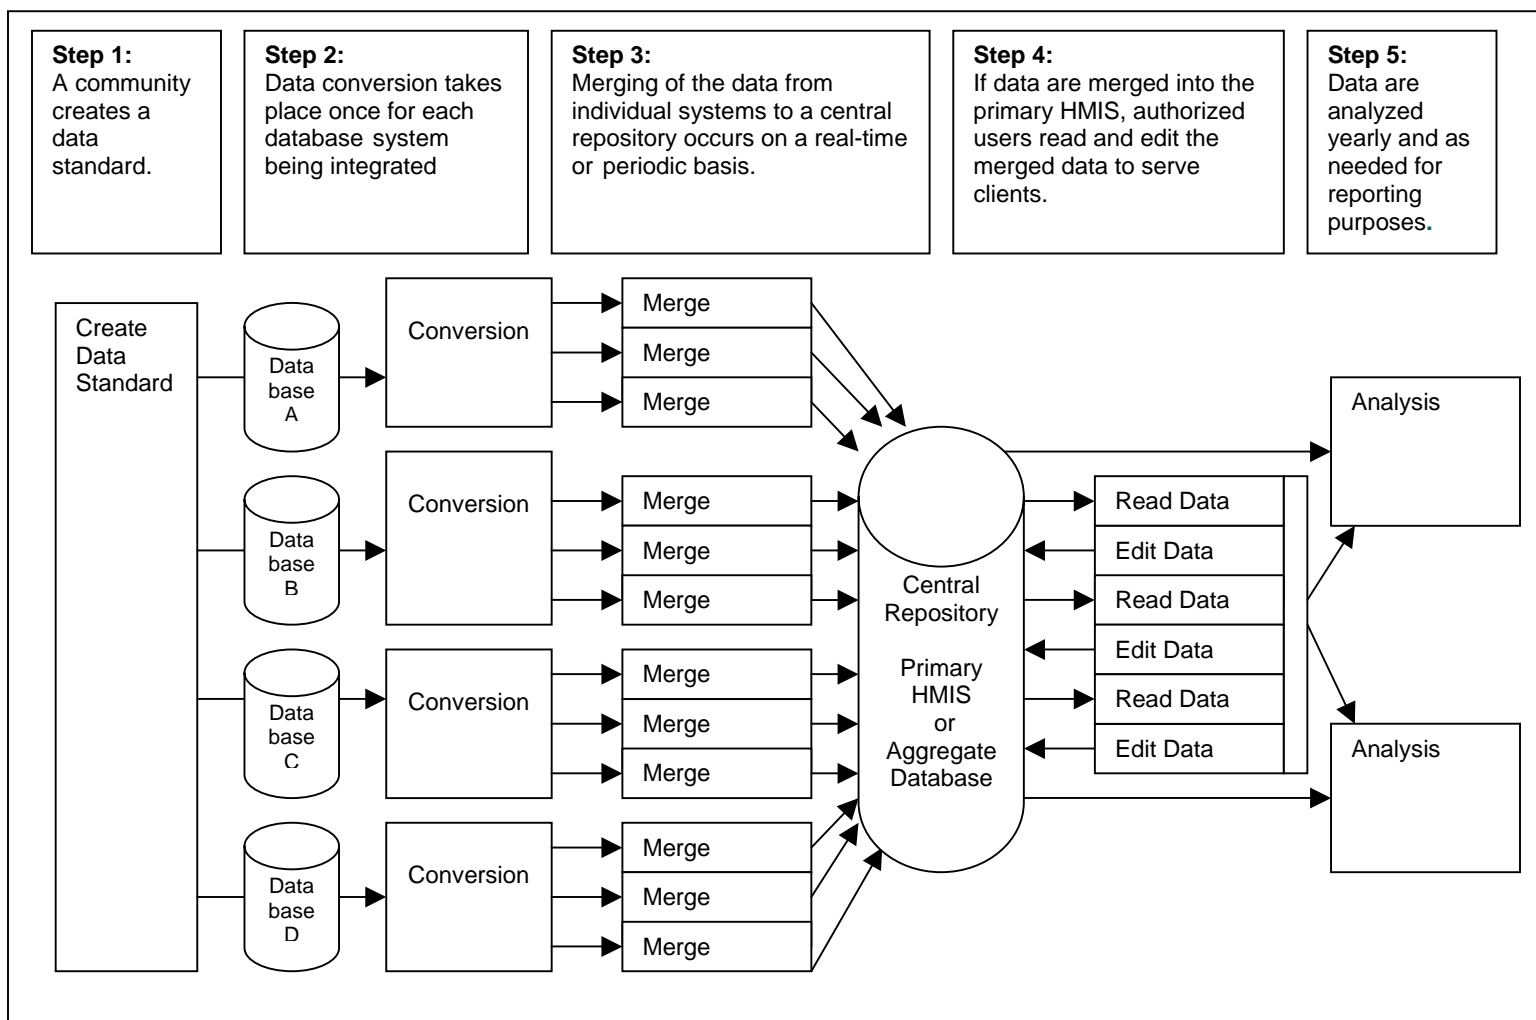 Step 1:
A community
creates a
data
standard.
Step 2:
Data conversion takes
place once for each
database system
being integrated
Step 3:
Merging of the data from
individual systems to a central
repository occurs on a real-time
or periodic basis.
Step 4:
If data are merged into the
primary HMIS, authorized
users read and edit the
merged data to serve
clients.
Step 5:
Data are
analyzed
yearly and as
needed for
reporting
purposes.
Create
Data
Standard
Data
base
A
Conversion
Merge
Merge
Merge
Data
base
B
Conversion
Merge
Merge
Merge
Data
base
C
Conversion
Merge
Merge
Merge
Data
base
D
Conversion
Merge
Merge
Merge
Central
Repository
Primary
HMIS
or
Aggregate
Database
Read Data
Edit Data
Read Data
Edit Data
Read Data
Edit Data
Analysis
Analysis